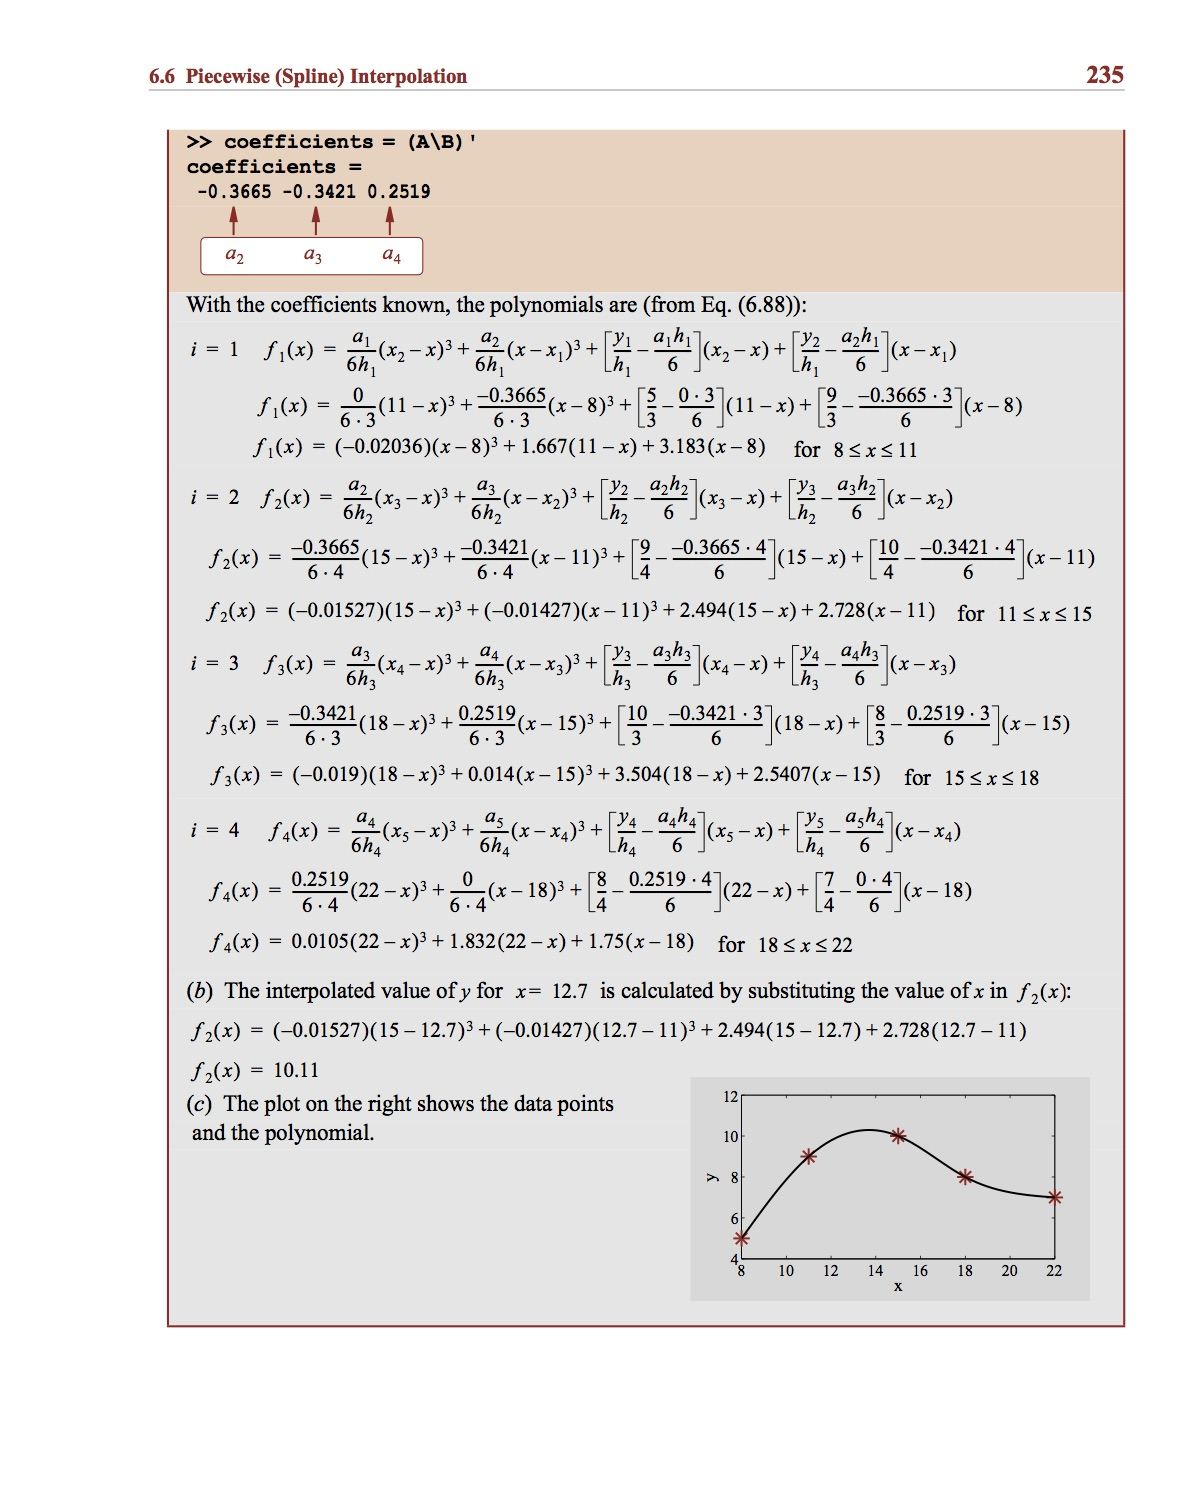 6.6 Piecewise (Spline) Interpolation 235
>> coefficients = (A\B)'
coefficients =
-0.3665 -0.3421 0.2519
a₂ a₃ a₄
With the coefficients known, the polynomials are (from Eq. (6.88)):
i = 1 f₁(x) = a₁/6h₁ (x₂ – x)³ + a₂/6h₁ (x – x₁)³ + [y₁/h₁ – a₁h₁/6](x₂ – x) + [y₂/h₁ – a₂h₁/6](x – x₁)
f₁(x) = 0/6·3 (11 – x)³ + –0.3665/6·3 (x – 8)³ + [5/3 – 0·3/6](11 – x) + [9/3 – –0.3665·3/6](x – 8)
f₁(x) = (–0.02036)(x – 8)³ + 1.667(11 – x) + 3.183(x – 8) for 8 ≤ x ≤ 11
i = 2 f₂(x) = a₂/6h₂ (x₃ – x)³ + a₃/6h₂ (x – x₂)³ + [y₂/h₂ – a₂h₂/6](x₃ – x) + [y₃/h₂ – a₃h₂/6](x – x₂)
f₂(x) = –0.3665/6·4 (15 – x)³ + –0.3421/6·4 (x – 11)³ + [9/4 – –0.3665·4/6](15 – x) + [10/4 – –0.3421·4/6](x – 11)
f₂(x) = (–0.01527)(15 – x)³ + (–0.01427)(x – 11)³ + 2.494(15 – x) + 2.728(x – 11) for 11 ≤ x ≤ 15
i = 3 f₃(x) = a₃/6h₃ (x₄ – x)³ + a₄/6h₃ (x – x₃)³ + [y₃/h₃ – a₃h₃/6](x₄ – x) + [y₄/h₃ – a₄h₃/6](x – x₃)
f₃(x) = –0.3421/6·3 (18 – x)³ + 0.2519/6·3 (x – 15)³ + [10/3 – –0.3421·3/6](18 – x) + [8/3 – 0.2519·3/6](x – 15)
f₃(x) = (–0.019)(18 – x)³ + 0.014(x – 15)³ + 3.504(18 – x) + 2.5407(x – 15) for 15 ≤ x ≤ 18
i = 4 f₄(x) = a₄/6h₄ (x₅ – x)³ + a₅/6h₄ (x – x₄)³ + [y₄/h₄ – a₄h₄/6](x₅ – x) + [y₅/h₄ – a₅h₄/6](x – x₄)
f₄(x) = 0.2519/6·4 (22 – x)³ + 0/6·4 (x – 18)³ + [8/4 – 0.2519·4/6](22 – x) + [7/4 – 0·4/6](x – 18)
f₄(x) = 0.0105(22 – x)³ + 1.832(22 – x) + 1.75(x – 18) for 18 ≤ x ≤ 22
(b) The interpolated value of y for x= 12.7 is calculated by substituting the value of x in f₂(x):
f₂(x) = (–0.01527)(15 – 12.7)³ + (–0.01427)(12.7 – 11)³ + 2.494(15 – 12.7) + 2.728(12.7 – 11)
f₂(x) = 10.11
(c) The plot on the right shows the data points
and the polynomial.
12
10
y 8
6
4
8 10 12 14 16 18 20 22
x